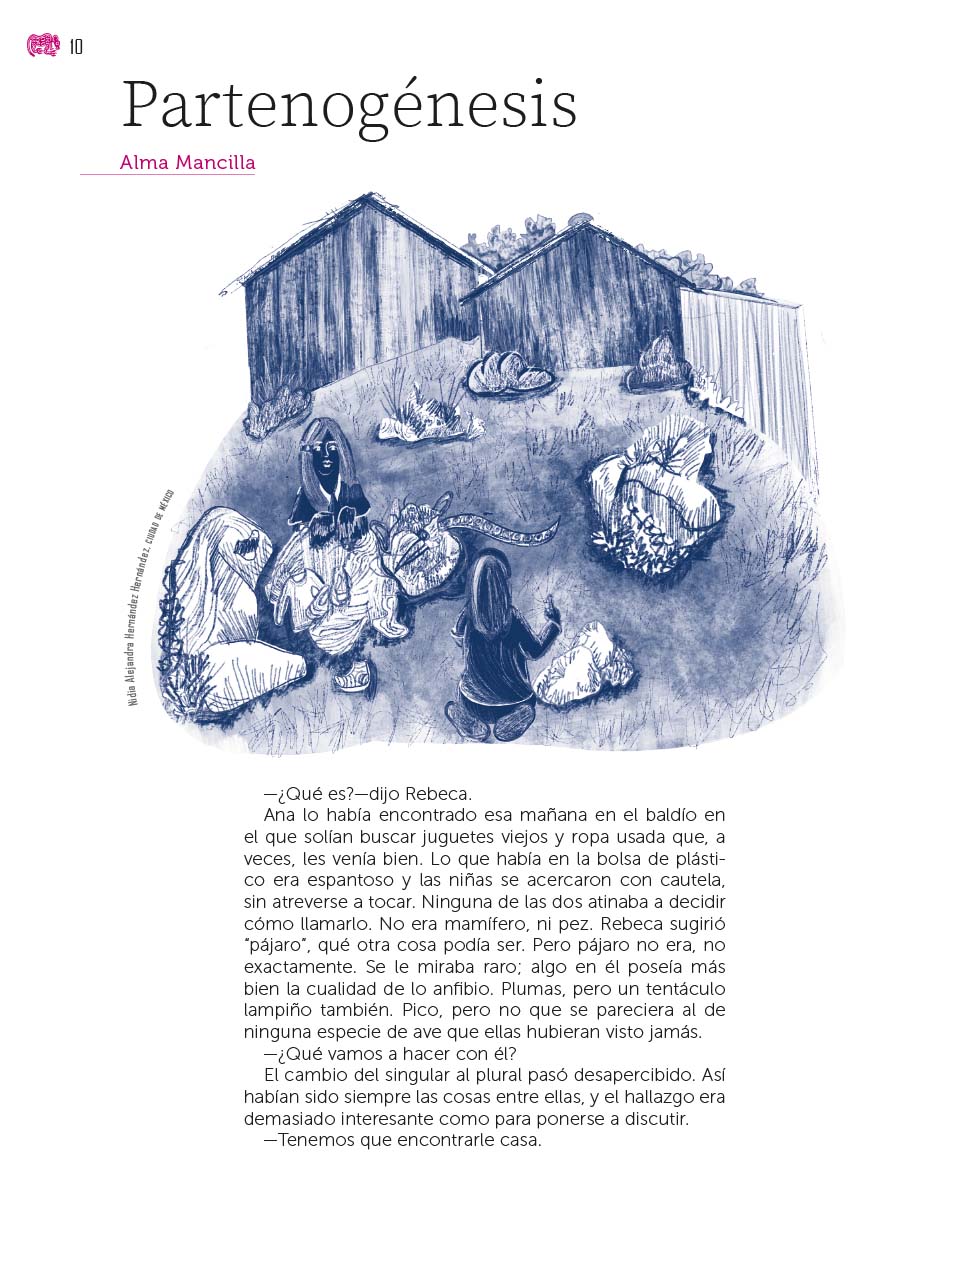 10
Partenogénesis
Alma Mancilla
Nidia Alejandra Hernández Hernández, CIUDAD DE MÉXICO
—¿Qué es?—dijo Rebeca.
Ana lo había encontrado esa mañana en el baldío en
el que solían buscar juguetes viejos y ropa usada que, a
veces, les venía bien. Lo que había en la bolsa de plásti-
co era espantoso y las niñas se acercaron con cautela,
sin atreverse a tocar. Ninguna de las dos atinaba a decidir
cómo llamarlo. No era mamífero, ni pez. Rebeca sugirió
“pájaro”, qué otra cosa podía ser. Pero pájaro no era, no
exactamente. Se le miraba raro; algo en él poseía más
bien la cualidad de lo anfibio. Plumas, pero un tentáculo
lampiño también. Pico, pero no que se pareciera al de
ninguna especie de ave que ellas hubieran visto jamás.
—¿Qué vamos a hacer con él?
El cambio del singular al plural pasó desapercibido. Así
habían sido siempre las cosas entre ellas, y el hallazgo era
demasiado interesante como para ponerse a discutir.
—Tenemos que encontrarle casa.